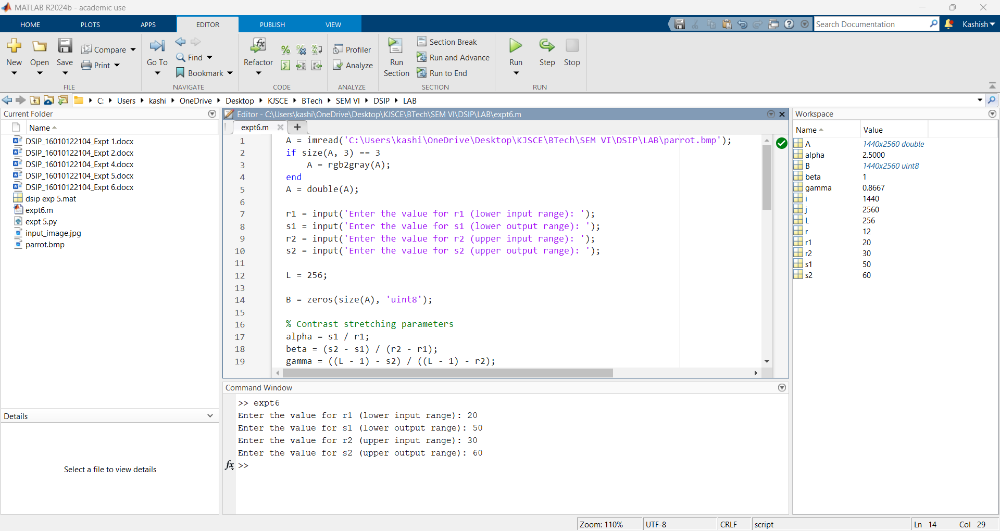 MATLAB R2024b - academic use
HOME PLOTS APPS EDITOR PUBLISH VIEW
Search Documentation
Kashish
New
Open
Save
Compare
Print
FILE
Go To
Find
Bookmark
NAVIGATE
Refactor
CODE
Profiler
Analyze
ANALYZE
Run Section
Section Break
Run and Advance
Run to End
SECTION
Run
Step
Stop
RUN
C: Users kashi OneDrive Desktop KJSCE BTech SEM VI DSIP LAB
Current Folder
Name
DSIP_16010122104_Expt 1.docx
DSIP_16010122104_Expt 2.docx
DSIP_16010122104_Expt 4.docx
DSIP_16010122104_Expt 5.docx
DSIP_16010122104_Expt 6.docx
dsip exp 5.mat
expt6.m
expt 5.py
input_image.jpg
parrot.bmp
Details
Select a file to view details
Editor - C:\Users\kashi\OneDrive\Desktop\KJSCE\BTech\SEM VI\DSIP\LAB\expt6.m
expt6.m
1 A = imread('C:\Users\kashi\OneDrive\Desktop\KJSCE\BTech\SEM VI\DSIP\LAB\parrot.bmp');
2 if size(A, 3) == 3
3 A = rgb2gray(A);
4 end
5 A = double(A);
6
7 r1 = input('Enter the value for r1 (lower input range): ');
8 s1 = input('Enter the value for s1 (lower output range): ');
9 r2 = input('Enter the value for r2 (upper input range): ');
10 s2 = input('Enter the value for s2 (upper output range): ');
11
12 L = 256;
13
14 B = zeros(size(A), 'uint8');
15
16 % Contrast stretching parameters
17 alpha = s1 / r1;
18 beta = (s2 - s1) / (r2 - r1);
19 gamma = ((L - 1) - s2) / ((L - 1) - r2);
Command Window
>> expt6
Enter the value for r1 (lower input range): 20
Enter the value for s1 (lower output range): 50
Enter the value for r2 (upper input range): 30
Enter the value for s2 (upper output range): 60
fx >>
Workspace
Name Value
A 1440x2560 double
alpha 2.5000
B 1440x2560 uint8
beta 1
gamma 0.8667
i 1440
j 2560
L 256
r 12
r1 20
r2 30
s1 50
s2 60
Zoom: 110% UTF-8 CRLF script Ln 14 Col 29